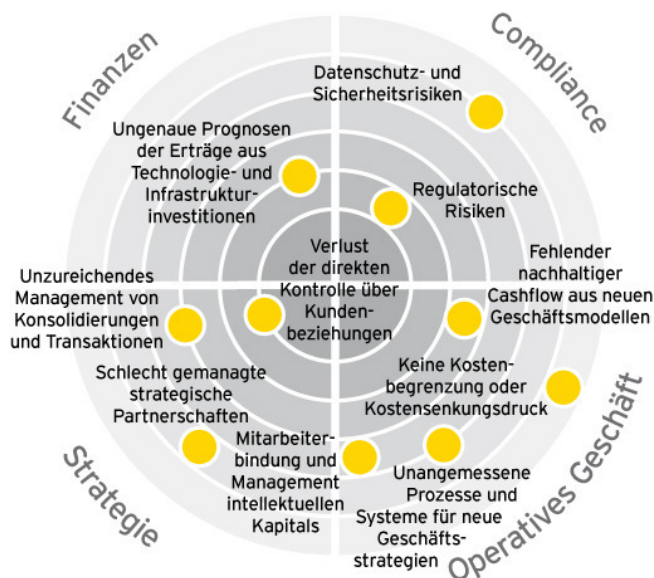 Finanzen
Compliance
Datenschutz- und
Sicherheitsrisiken
Ungenaue Prognosen
der Erträge aus
Technologie- und
Infrastruktur-
investitionen
Regulatorische
Risiken
Verlust
der direkten
Kontrolle über
Kunden-
beziehungen
Fehlender
nachhaltiger
Cashflow aus neuen
Geschäftsmodellen
Unzureichendes
Management von
Konsolidierungen
und Transaktionen
Keine Kosten-
begrenzung oder
Kostensenkungsdruck
Schlecht gemanagte
strategische
Partnerschaften
Mitarbeiter-
bindung und
Management
intellektuellen
Kapitals
Unangemessene
Prozesse und
Systeme für neue
Geschäfts-
strategien
Strategie
Operatives Geschäft